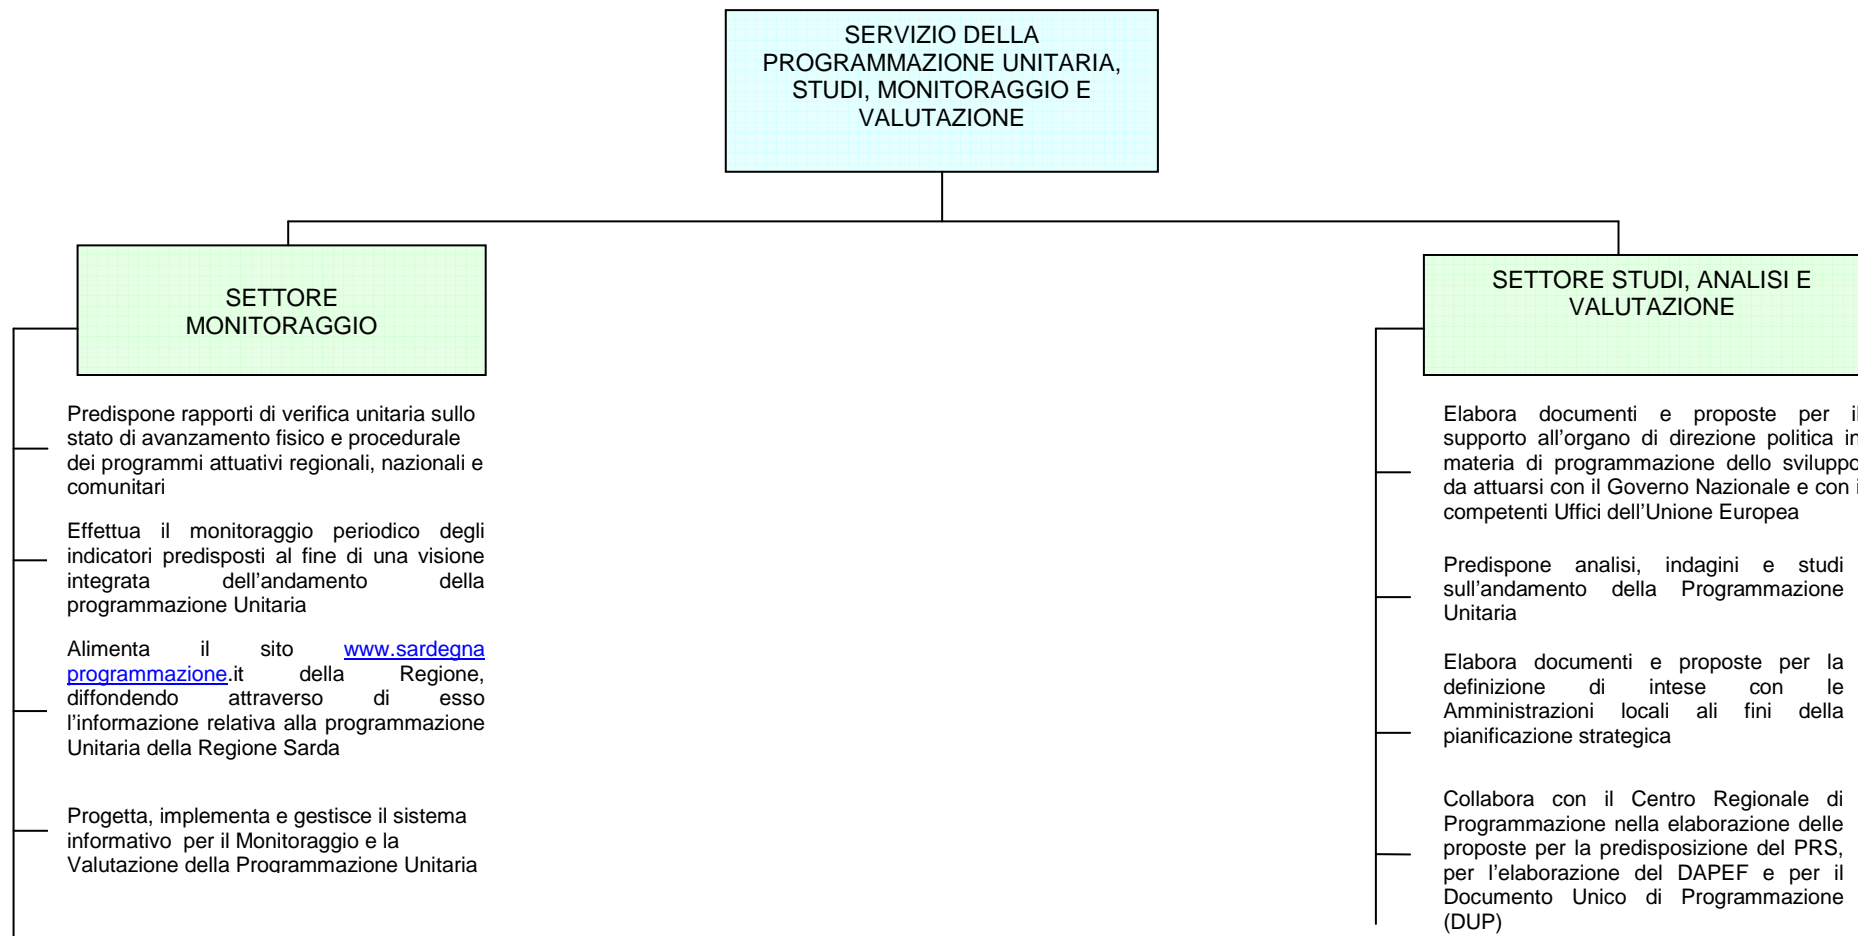 SERVIZIO DELLA
PROGRAMMAZIONE UNITARIA,
STUDI, MONITORAGGIO E
VALUTAZIONE
SETTORE
MONITORAGGIO
Predispone rapporti di verifica unitaria sullo
stato di avanzamento fisico e procedurale
dei programmi attuativi regionali, nazionali e
comunitari
Effettua il monitoraggio periodico degli
indicatori predisposti al fine di una visione
integrata dell’andamento della
programmazione Unitaria
Alimenta il sito www.sardegna
programmazione.it della Regione,
diffondendo attraverso di esso
l’informazione relativa alla programmazione
Unitaria della Regione Sarda
Progetta, implementa e gestisce il sistema
informativo per il Monitoraggio e la
Valutazione della Programmazione Unitaria
SETTORE STUDI, ANALISI E
VALUTAZIONE
Elabora documenti e proposte per il
supporto all’organo di direzione politica in
materia di programmazione dello sviluppo
da attuarsi con il Governo Nazionale e con i
competenti Uffici dell’Unione Europea
Predispone analisi, indagini e studi
sull’andamento della Programmazione
Unitaria
Elabora documenti e proposte per la
definizione di intese con le
Amministrazioni locali ali fini della
pianificazione strategica
Collabora con il Centro Regionale di
Programmazione nella elaborazione delle
proposte per la predisposizione del PRS,
per l’elaborazione del DAPEF e per il
Documento Unico di Programmazione
(DUP)